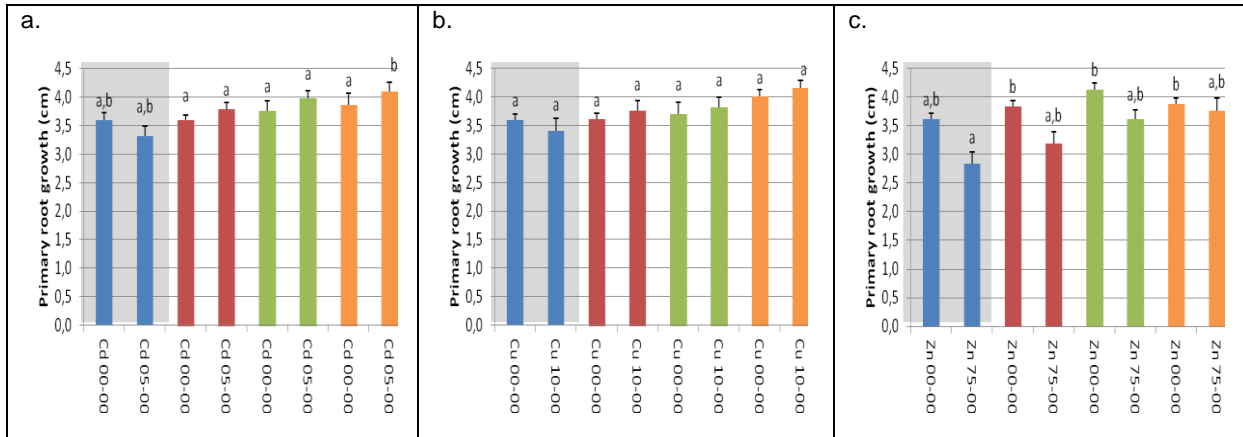 a.
Primary root growth (cm)
4,5
4,0
3,5
3,0
2,5
2,0
1,5
1,0
0,5
0,0
a,b
a,b
a
a
a
a
a
b
Cd 00-00
Cd 05-00
Cd 00-00
Cd 05-00
Cd 00-00
Cd 05-00
Cd 00-00
Cd 05-00
b.
Primary root growth (cm)
4,5
4,0
3,5
3,0
2,5
2,0
1,5
1,0
0,5
0,0
a
a
a
a
a
a
a
a
Cu 00-00
Cu 10-00
Cu 00-00
Cu 10-00
Cu 00-00
Cu 10-00
Cu 00-00
Cu 10-00
c.
Primary root growth (cm)
4,5
4,0
3,5
3,0
2,5
2,0
1,5
1,0
0,5
0,0
a,b
a
b
a,b
b
a,b
b
a,b
Zn 00-00
Zn 75-00
Zn 00-00
Zn 75-00
Zn 00-00
Zn 75-00
Zn 00-00
Zn 75-00